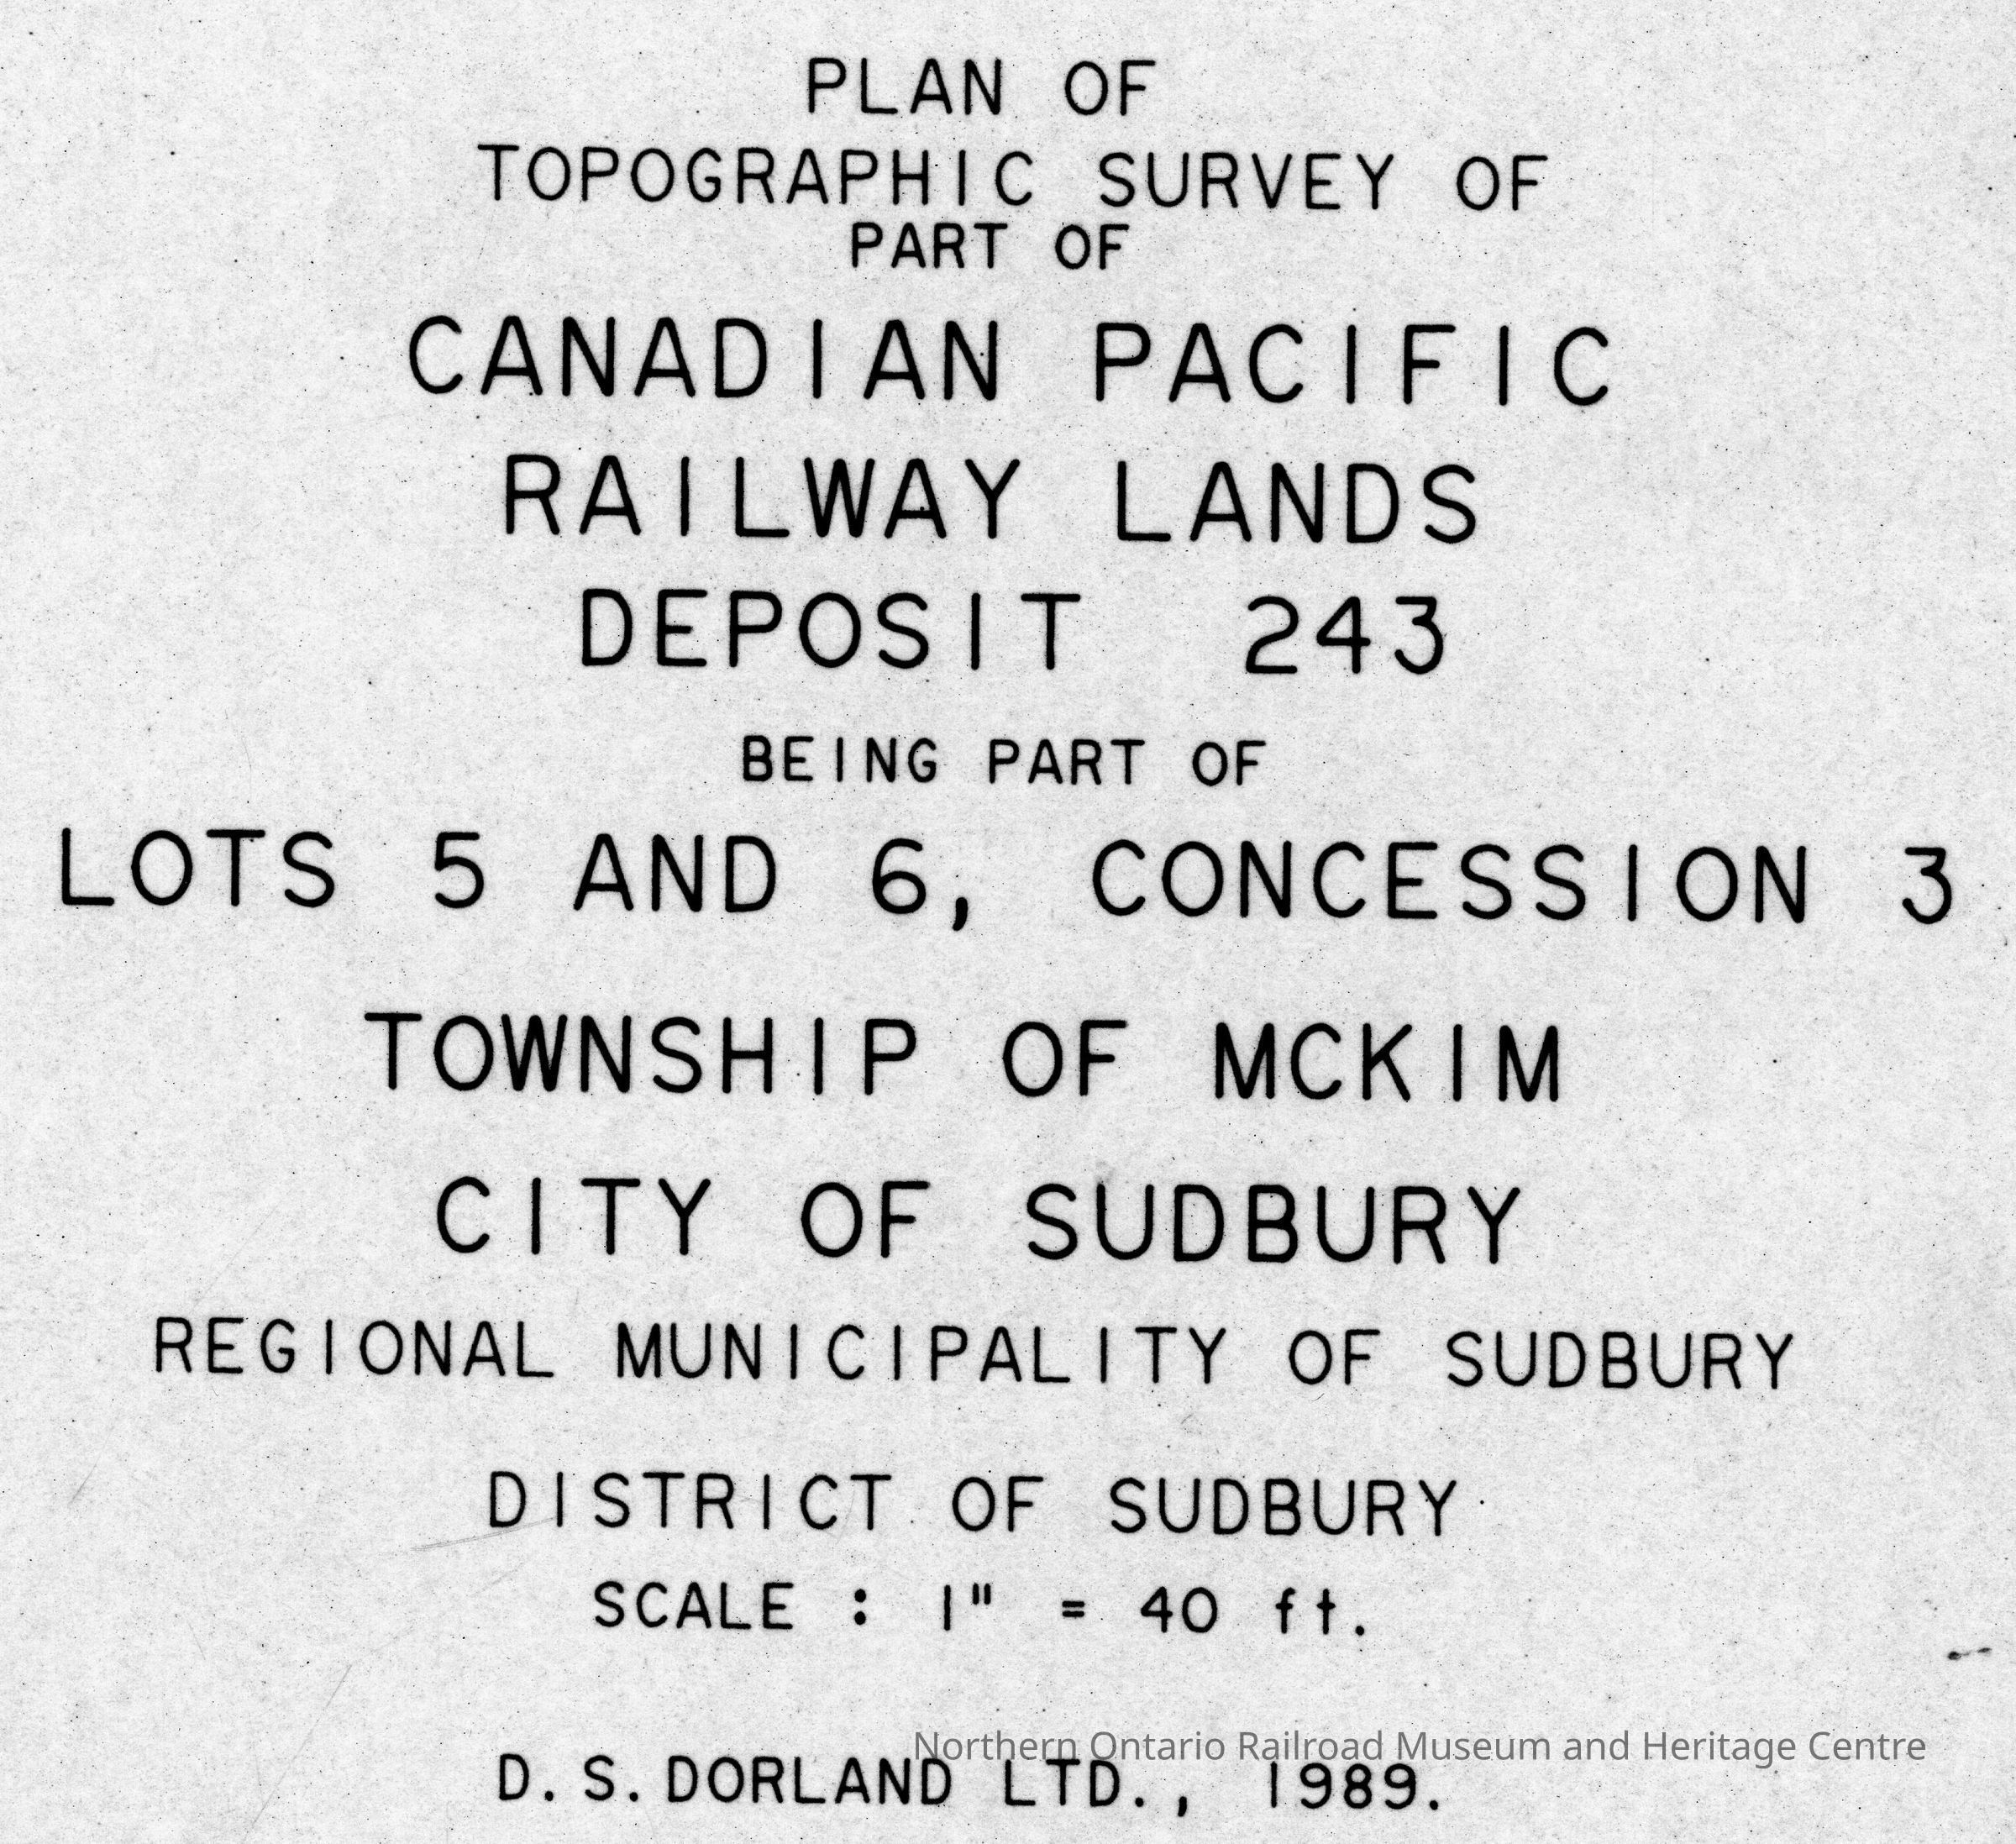 PLAN OF
TOPOGRAPHIC SURVEY OF
PART OF
CANADIAN PACIFIC
RAILWAY LANDS
DEPOSIT 243
BEING PART OF
LOTS 5 AND 6, CONCESSION 3
TOWNSHIP OF MCKIM
CITY OF SUDBURY
REGIONAL MUNICIPALITY OF SUDBURY
DISTRICT OF SUDBURY
SCALE : 1" = 40 ft.
Northern Ontario Railroad Museum and Heritage Centre
D.S. DORLAND LTD., 1989.